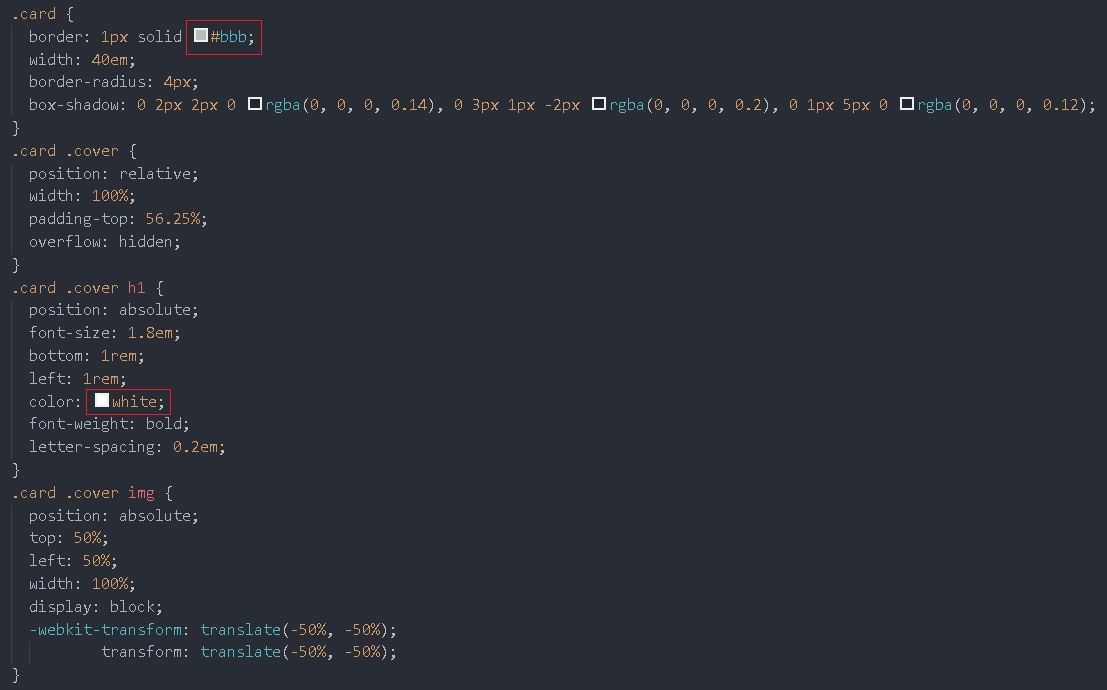 .card {
  border: 1px solid #bbb;
  width: 40em;
  border-radius: 4px;
  box-shadow: 0 2px 2px 0 rgba(0, 0, 0, 0.14), 0 3px 1px -2px rgba(0, 0, 0, 0.2), 0 1px 5px 0 rgba(0, 0, 0, 0.12);
}
.card .cover {
  position: relative;
  width: 100%;
  padding-top: 56.25%;
  overflow: hidden;
}
.card .cover h1 {
  position: absolute;
  font-size: 1.8em;
  bottom: 1rem;
  left: 1rem;
  color: white;
  font-weight: bold;
  letter-spacing: 0.2em;
}
.card .cover img {
  position: absolute;
  top: 50%;
  left: 50%;
  width: 100%;
  display: block;
  -webkit-transform: translate(-50%, -50%);
          transform: translate(-50%, -50%);
}